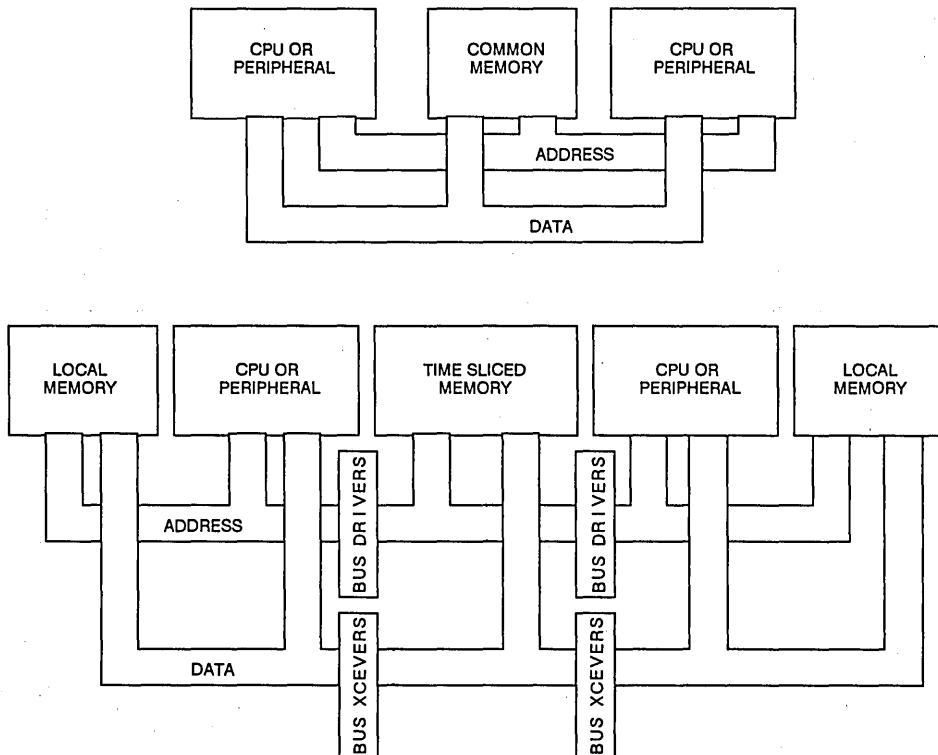 CPU OR
PERIPHERAL
COMMON
MEMORY
CPU OR
PERIPHERAL
ADDRESS
DATA
LOCAL
MEMORY
CPU OR
PERIPHERAL
TIME SLICED
MEMORY
CPU OR
PERIPHERAL
LOCAL
MEMORY
BUS DRIVERS
BUS DRIVERS
ADDRESS
DATA
BUS XCEVERS
BUS XCEVERS